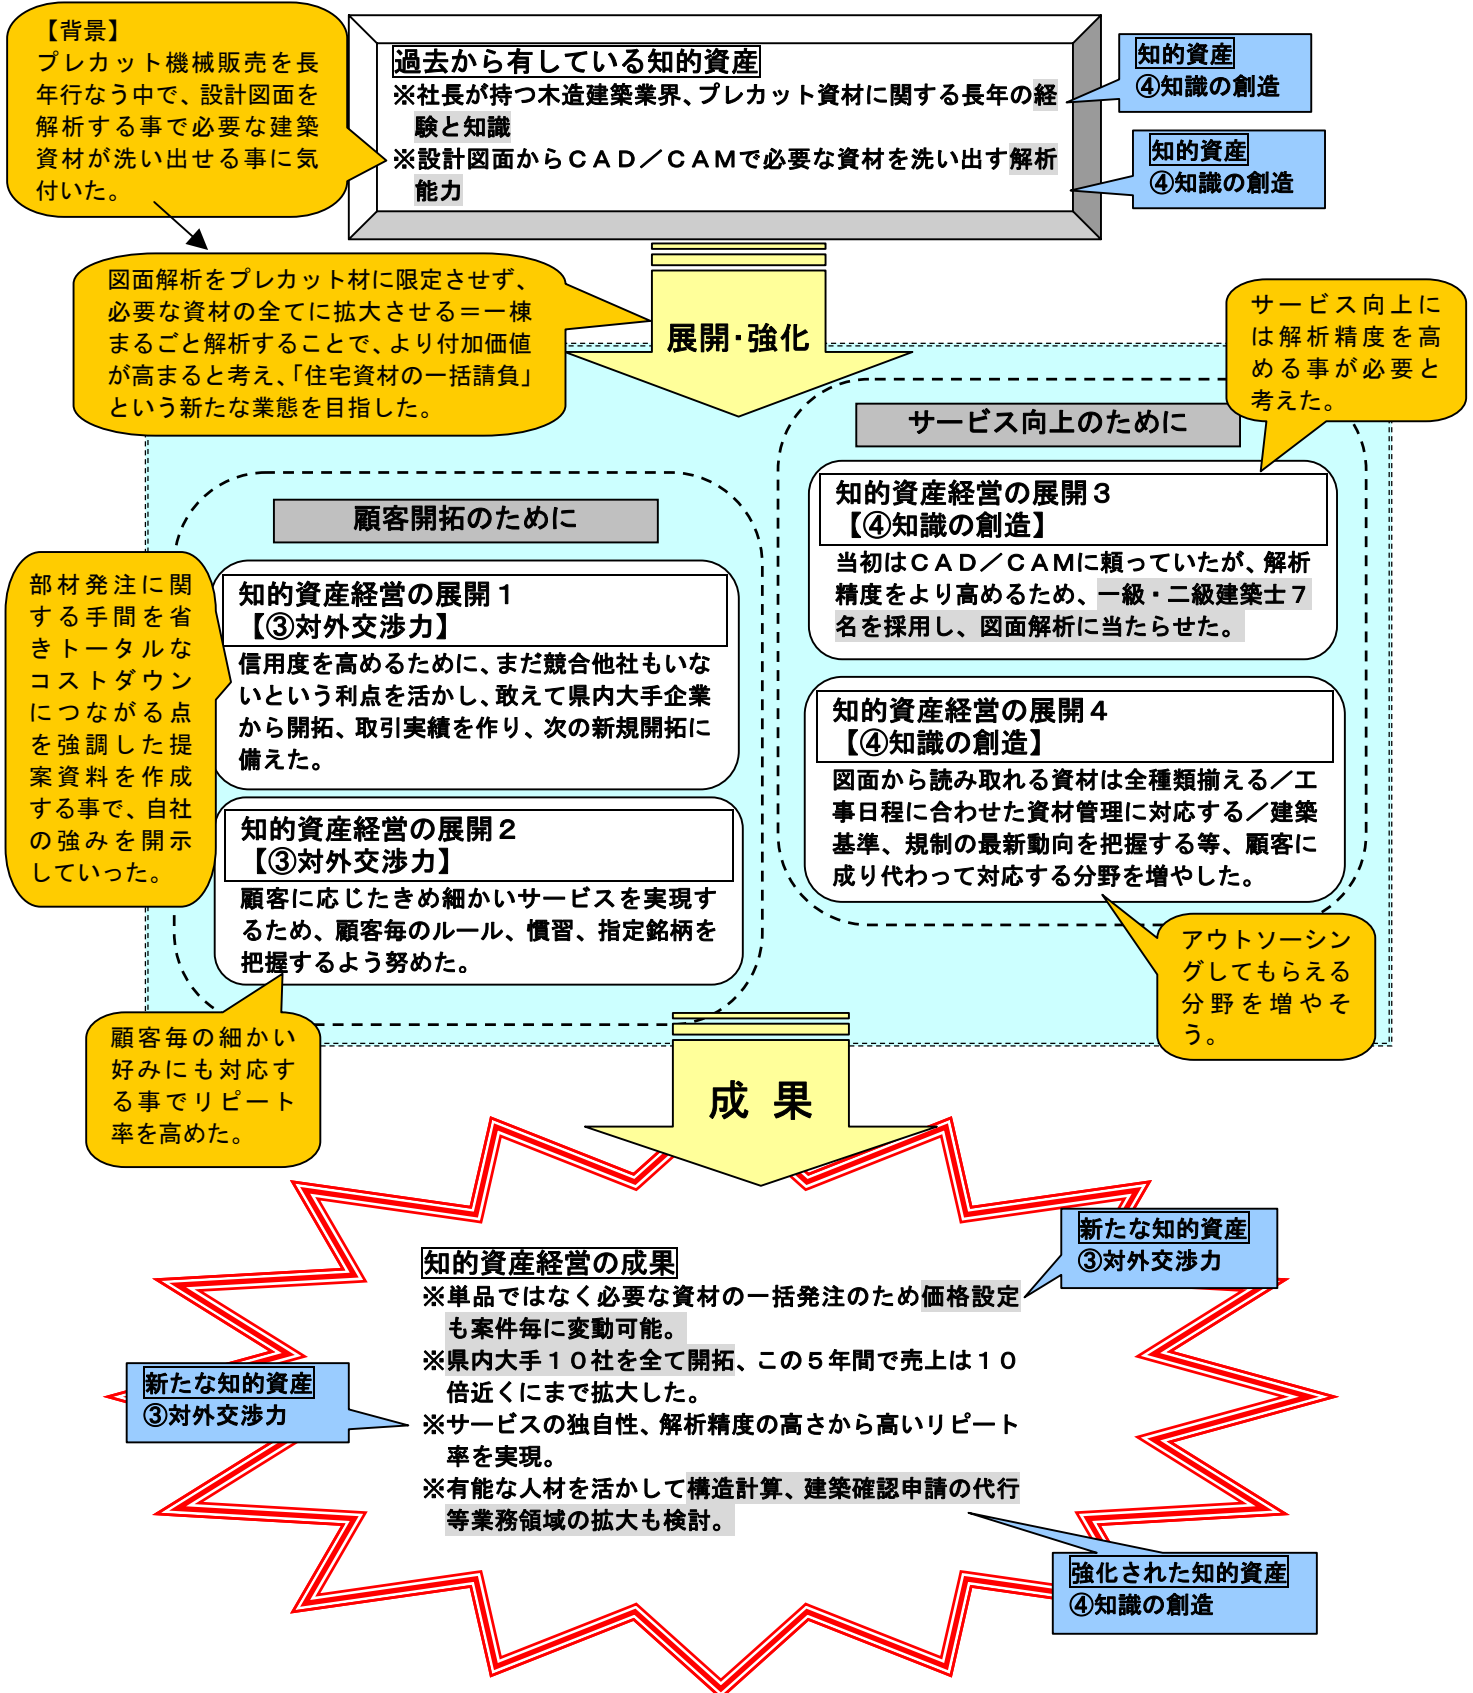 【背景】
プレカット機械販売を長
年行なう中で、設計図面を
解析する事で必要な建築
資材が洗い出せる事に気
付いた。
過去から有している知的資産
※社長が持つ木造建築業界、プレカット資材に関する長年の経
験と知識
※設計図面からCAD/CAMで必要な資材を洗い出す解析
能力
知的資産
④知識の創造
知的資産
④知識の創造
図面解析をプレカット材に限定させず、
必要な資材の全てに拡大させる=一棟
まるごと解析することで、より付加価値
が高まると考え、「住宅資材の一括請負」
という新たな業態を目指した。
展開・強化
サービス向上に
は解析精度を高
める事が必要と
考えた。
サービス向上のために
知的資産経営の展開3
【④知識の創造】
当初はCAD/CAMに頼っていたが、解析
精度をより高めるため、一級・二級建築士7
名を採用し、図面解析に当たらせた。
知的資産経営の展開4
【④知識の創造】
図面から読み取れる資材は全種類揃える/工
事日程に合わせた資材管理に対応する/建築
基準、規制の最新動向を把握する等、顧客に
成り代わって対応する分野を増やした。
アウトソーシン
グしてもらえる
分野を増やそ
う。
顧客開拓のために
部材発注に関
する手間を省
きトータルな
コストダウン
につながる点
を強調した提
案資料を作成
する事で、自社
の強みを開示
していった。
知的資産経営の展開1
【③対外交渉力】
信用度を高めるために、まだ競合他社もいな
いという利点を活かし、敢えて県内大手企業
から開拓、取引実績を作り、次の新規開拓に
備えた。
知的資産経営の展開2
【③対外交渉力】
顧客に応じたきめ細かいサービスを実現す
るため、顧客毎のルール、慣習、指定銘柄を
把握するよう努めた。
顧客毎の細かい
好みにも対応す
る事でリピート
率を高めた。
成 果
知的資産経営の成果
※単品ではなく必要な資材の一括発注のため価格設定
も案件毎に変動可能。
※県内大手10社を全て開拓、この5年間で売上は10
倍近くにまで拡大した。
※サービスの独自性、解析精度の高さから高いリピート
率を実現。
※有能な人材を活かして構造計算、建築確認申請の代行
等業務領域の拡大も検討。
新たな知的資産
③対外交渉力
新たな知的資産
③対外交渉力
強化された知的資産
④知識の創造